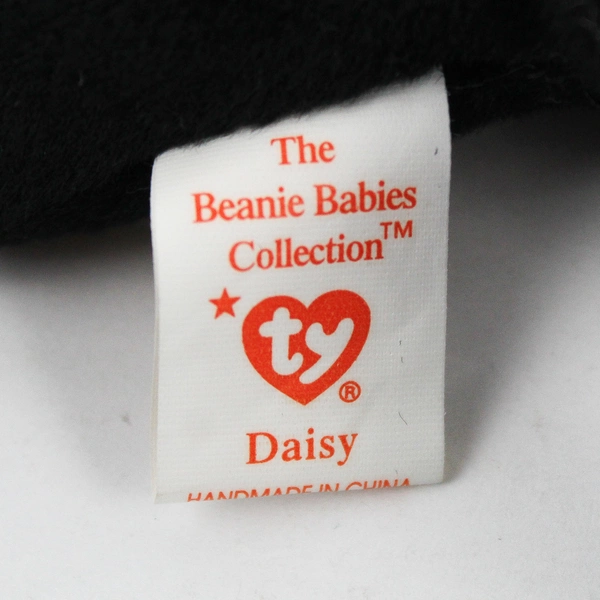 The
Beanie Babies
Collection™
ty®
Daisy
HANDMADE IN CHINA